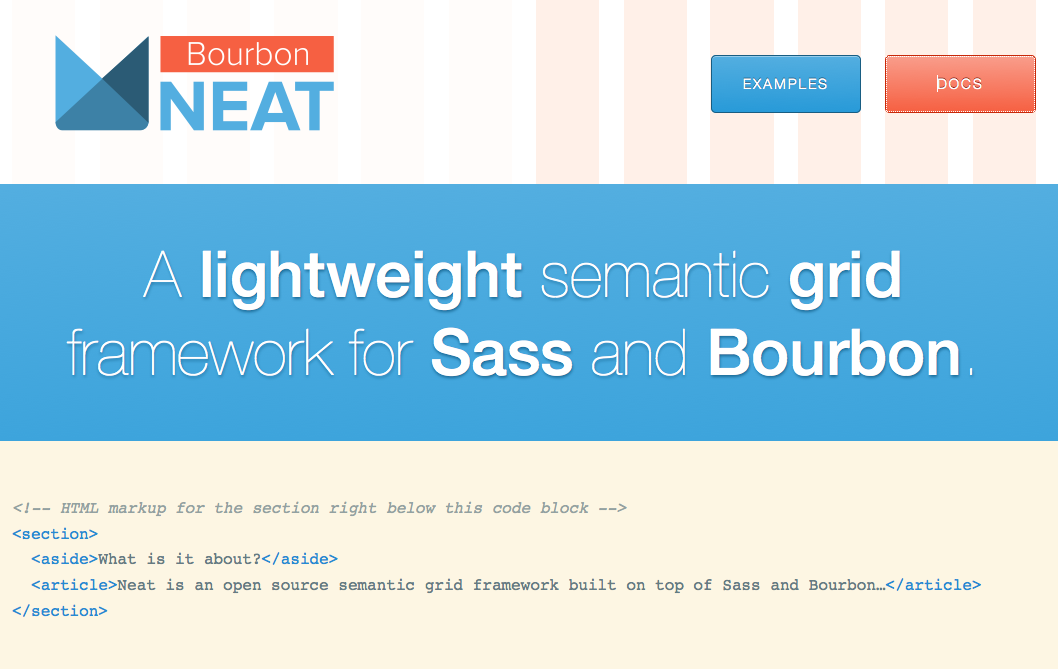 Bourbon
NEAT
EXAMPLES
DOCS
A lightweight semantic grid
framework for Sass and Bourbon.
<!-- HTML markup for the section right below this code block -->
<section>
  <aside>What is it about?</aside>
  <article>Neat is an open source semantic grid framework built on top of Sass and Bourbon…</article>
</section>